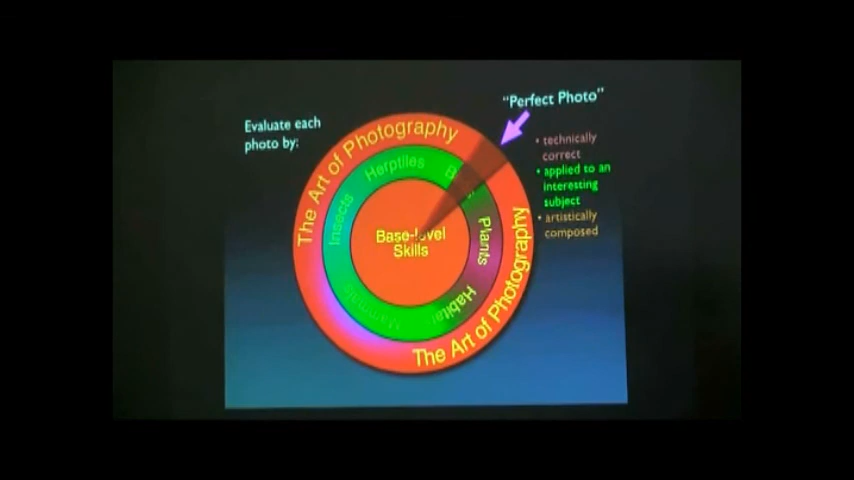 Evaluate each
photo by:
"Perfect Photo"
• technically
correct
• applied to an
interesting
subject
• artistically
composed
The Art of Photography
Herptiles
Insects
Plants
Mammals
Base-level
Skills
The Art of Photography